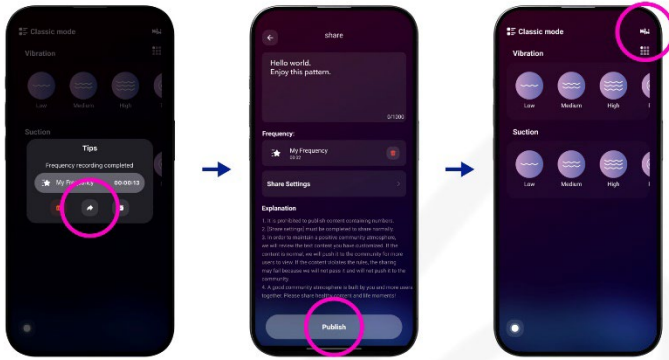 Classic mode
Vibration
Low
Medium
High
Suction
Tips
Frequency recording completed
My Frequency
00:00:13
share
Hello world.
Enjoy this pattern.
0/1300
Frequency:
My Frequency
Share Settings
Explanation
1. It is prohibited to publish content containing numbers.
2. [Share settings] must be completed to share normally.
3. In order to maintain a positive community atmosphere,
we will review the text content you have customized. If the
content is normal, we will push it to the community for more
users to view. If the content violates the rules, the sharing
may fail because we will not pass it and will not push it to the
community.
4. A good community atmosphere is built by you and more users
together. Please share healthy content and life moments!
Publish
Classic mode
Vibration
Low
Medium
High
Suction
Low
Medium
High